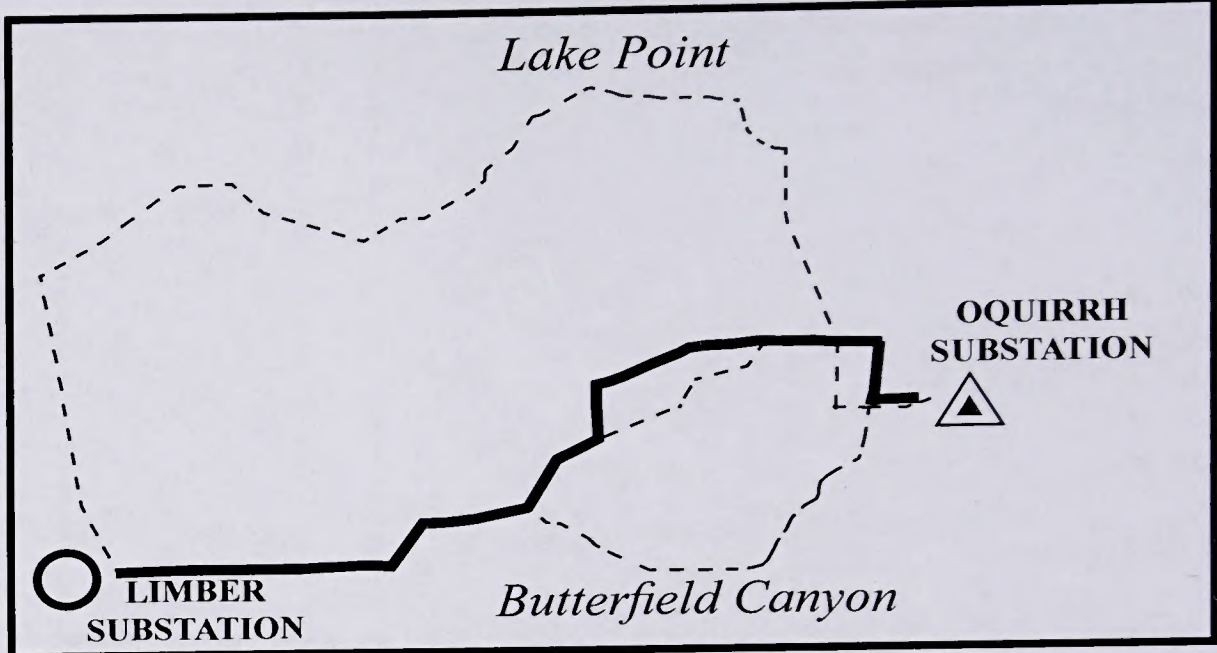 Lake Point
OQUIRRH
SUBSTATION
LIMBER
SUBSTATION
Butterfield Canyon